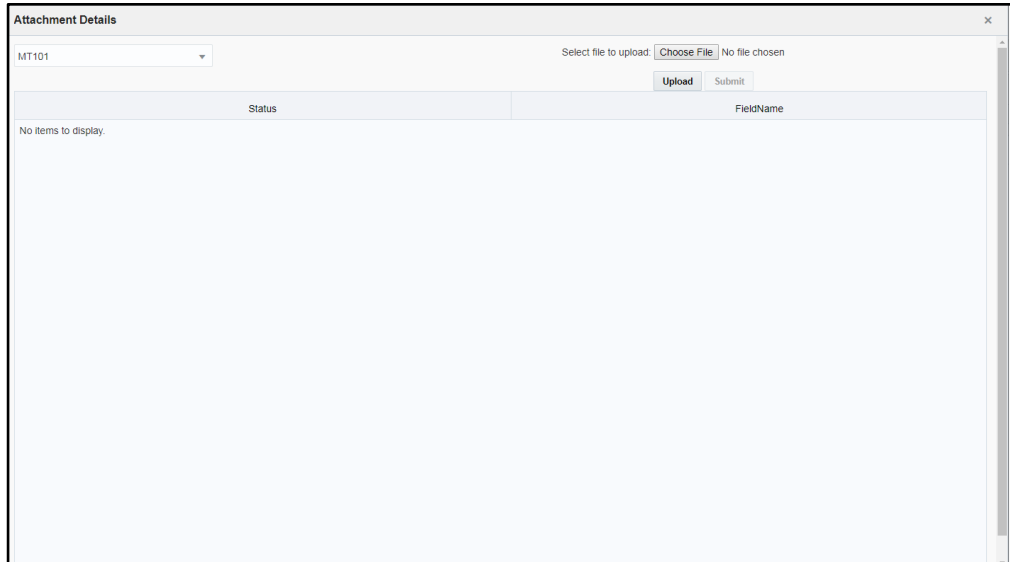 Attachment Details ×
MT101 Select file to upload: Choose File No file chosen
Upload Submit
Status FieldName
No items to display.